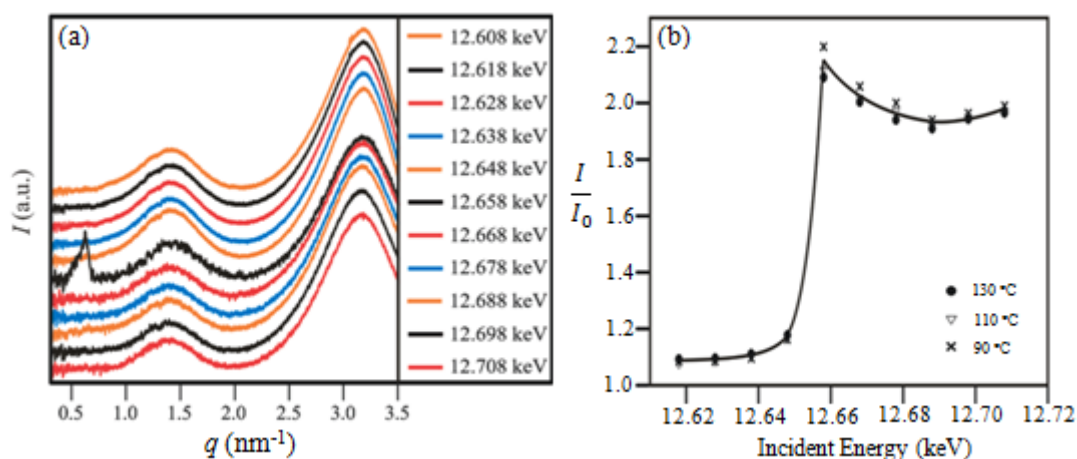 (a)
12.608 keV
12.618 keV
12.628 keV
12.638 keV
12.648 keV
12.658 keV
12.668 keV
12.678 keV
12.688 keV
12.698 keV
12.708 keV
I (a.u.)
0.5 1.0 1.5 2.0 2.5 3.0 3.5
q (nm-1)
(b)
2.2
2.0
1.8
1.6
1.4
1.2
1.0
I
I0
130 °C
110 °C
90 °C
12.62 12.64 12.66 12.68 12.70 12.72
Incident Energy (keV)